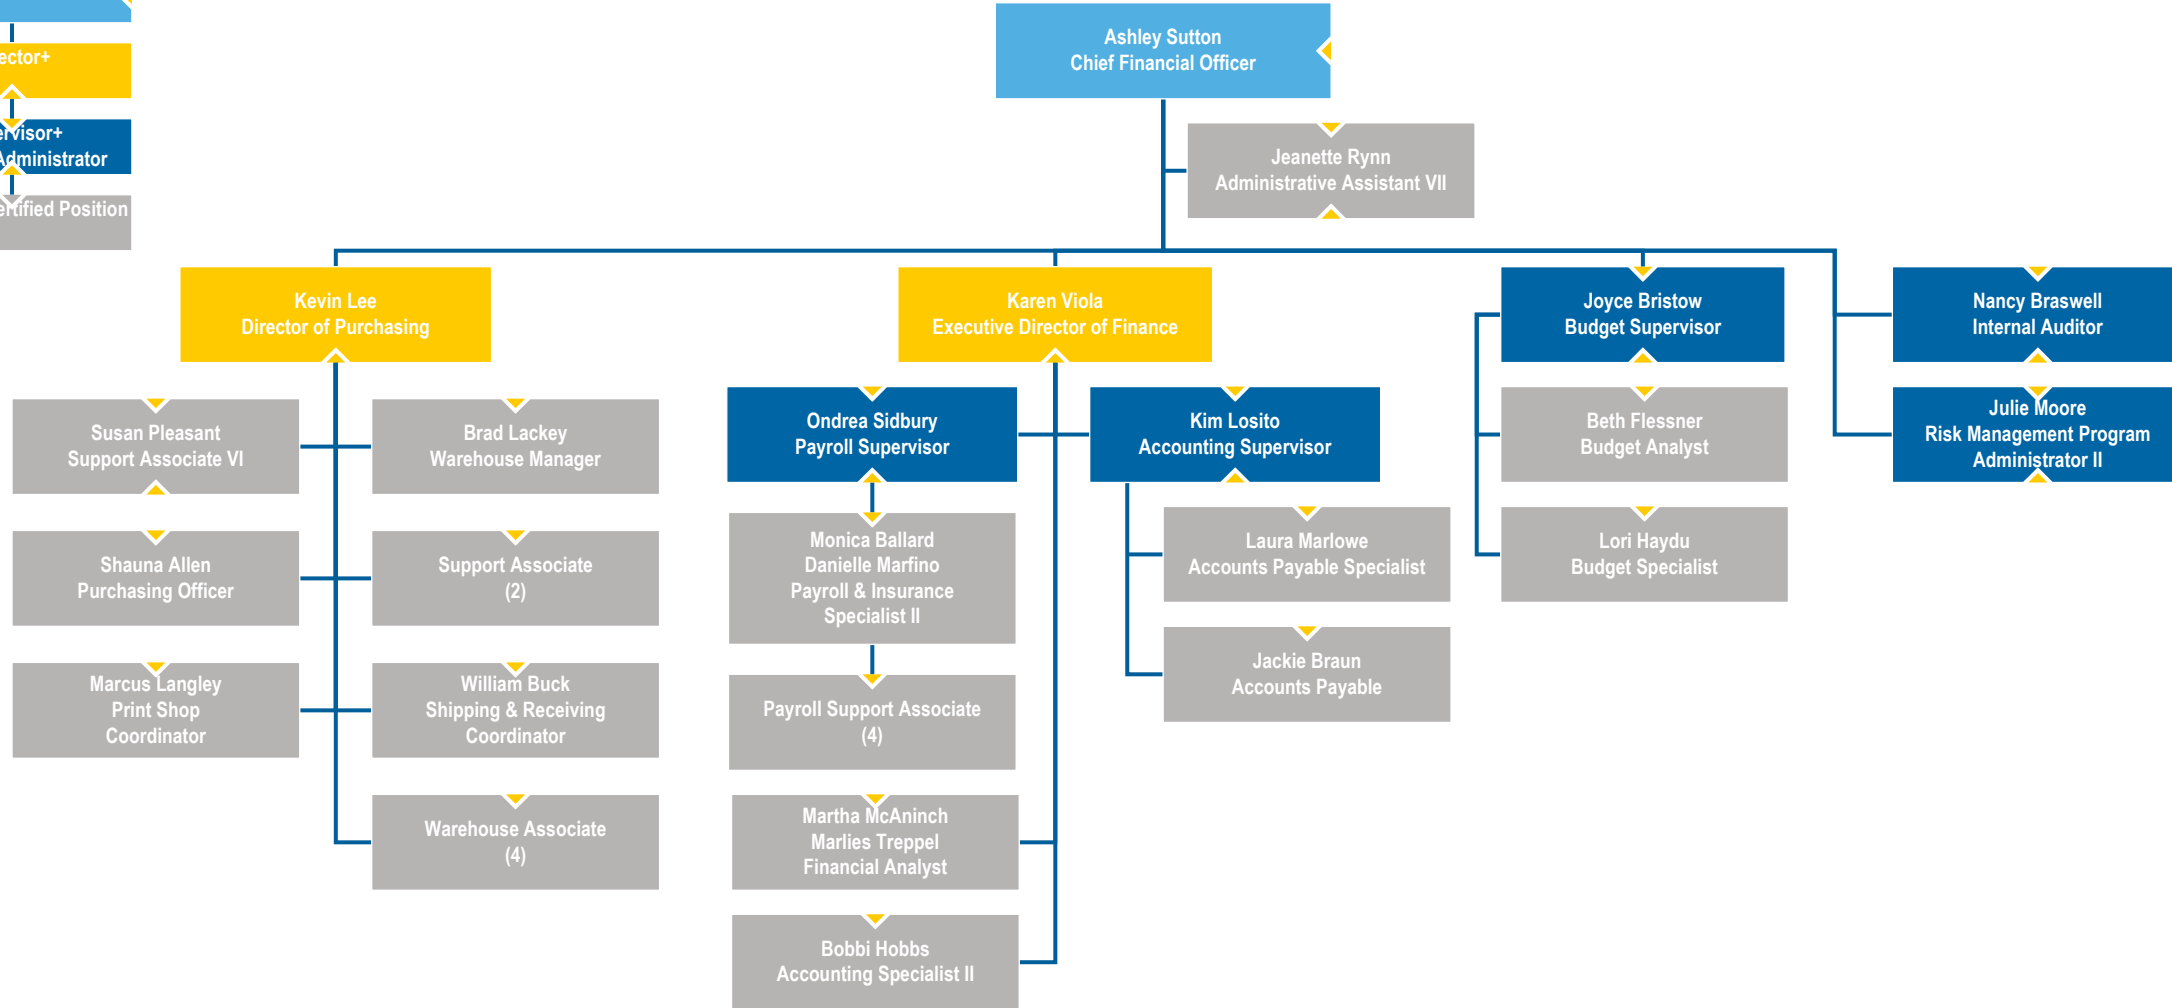 Administrator
Position
Ashley Sutton
Chief Financial Officer
Jeanette Rynn
Administrative Assistant VII
Kevin Lee
Director of Purchasing
Karen Viola
Executive Director of Finance
Joyce Bristow
Budget Supervisor
Nancy Braswell
Internal Auditor
Susan Pleasant
Support Associate VI
Brad Lackey
Warehouse Manager
Ondrea Sidbury
Payroll Supervisor
Kim Losito
Accounting Supervisor
Beth Flessner
Budget Analyst
Julie Moore
Risk Management Program
Administrator II
Shauna Allen
Purchasing Officer
Support Associate
(2)
Monica Ballard
Danielle Marfino
Payroll & Insurance
Specialist II
Laura Marlowe
Accounts Payable Specialist
Lori Haydu
Budget Specialist
Marcus Langley
Print Shop
Coordinator
William Buck
Shipping & Receiving
Coordinator
Payroll Support Associate
(4)
Jackie Braun
Accounts Payable
Warehouse Associate
(4)
Martha McAninch
Marlies Treppel
Financial Analyst
Bobbi Hobbs
Accounting Specialist II